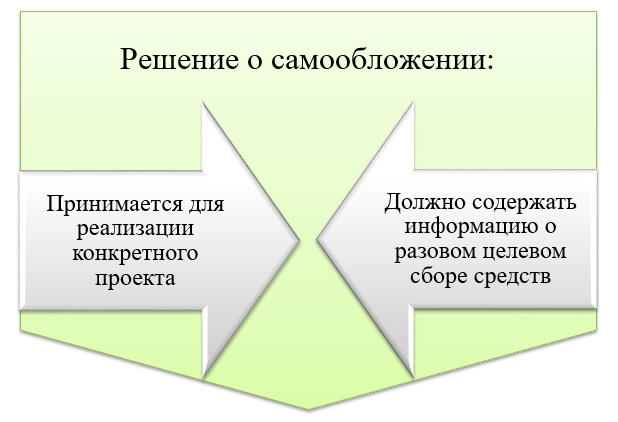 Решение о самообложении:
Принимается для
реализации
конкретного
проекта
Должно содержать
информацию о
разовом целевом
сборе средств